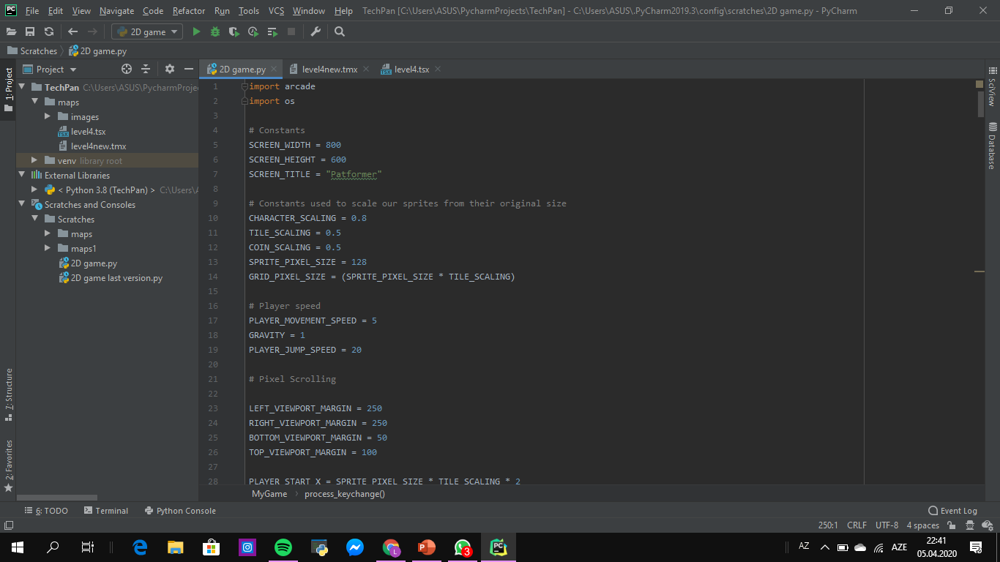 PC File Edit View Navigate Code Refactor Run Tools VCS Window Help TechPan [C:\Users\ASUS\PycharmProjects\TechPan] - C:\Users\ASUS\.PyCharm2019.3\config\scratches\2D game.py - PyCharm
2D game
Scratches 2D game.py
1: Project
Project
2D game.py level4new.tmx level4.tsx
TechPan C:\Users\ASUS\PycharmProje
maps
images
level4.tsx
level4new.tmx
venv library root
External Libraries
< Python 3.8 (TechPan) > C:\Users\A
Scratches and Consoles
Scratches
maps
maps1
2D game.py
2D game last version.py
7: Structure
2: Favorites
1 import arcade
2 import os
3
4 # Constants
5 SCREEN_WIDTH = 800
6 SCREEN_HEIGHT = 600
7 SCREEN_TITLE = "Patformer"
8
9 # Constants used to scale our sprites from their original size
10 CHARACTER_SCALING = 0.8
11 TILE_SCALING = 0.5
12 COIN_SCALING = 0.5
13 SPRITE_PIXEL_SIZE = 128
14 GRID_PIXEL_SIZE = (SPRITE_PIXEL_SIZE * TILE_SCALING)
15
16 # Player speed
17 PLAYER_MOVEMENT_SPEED = 5
18 GRAVITY = 1
19 PLAYER_JUMP_SPEED = 20
20
21 # Pixel Scrolling
22
23 LEFT_VIEWPORT_MARGIN = 250
24 RIGHT_VIEWPORT_MARGIN = 250
25 BOTTOM_VIEWPORT_MARGIN = 50
26 TOP_VIEWPORT_MARGIN = 100
27
28 PLAYER_START_X = SPRITE_PIXEL_SIZE * TILE_SCALING * 2
SciView
Database
MyGame › process_keychange()
6: TODO Terminal Python Console Event Log
250:1 CRLF UTF-8 4 spaces
L P 3 PC
AZ AZE 22:41
05.04.2020